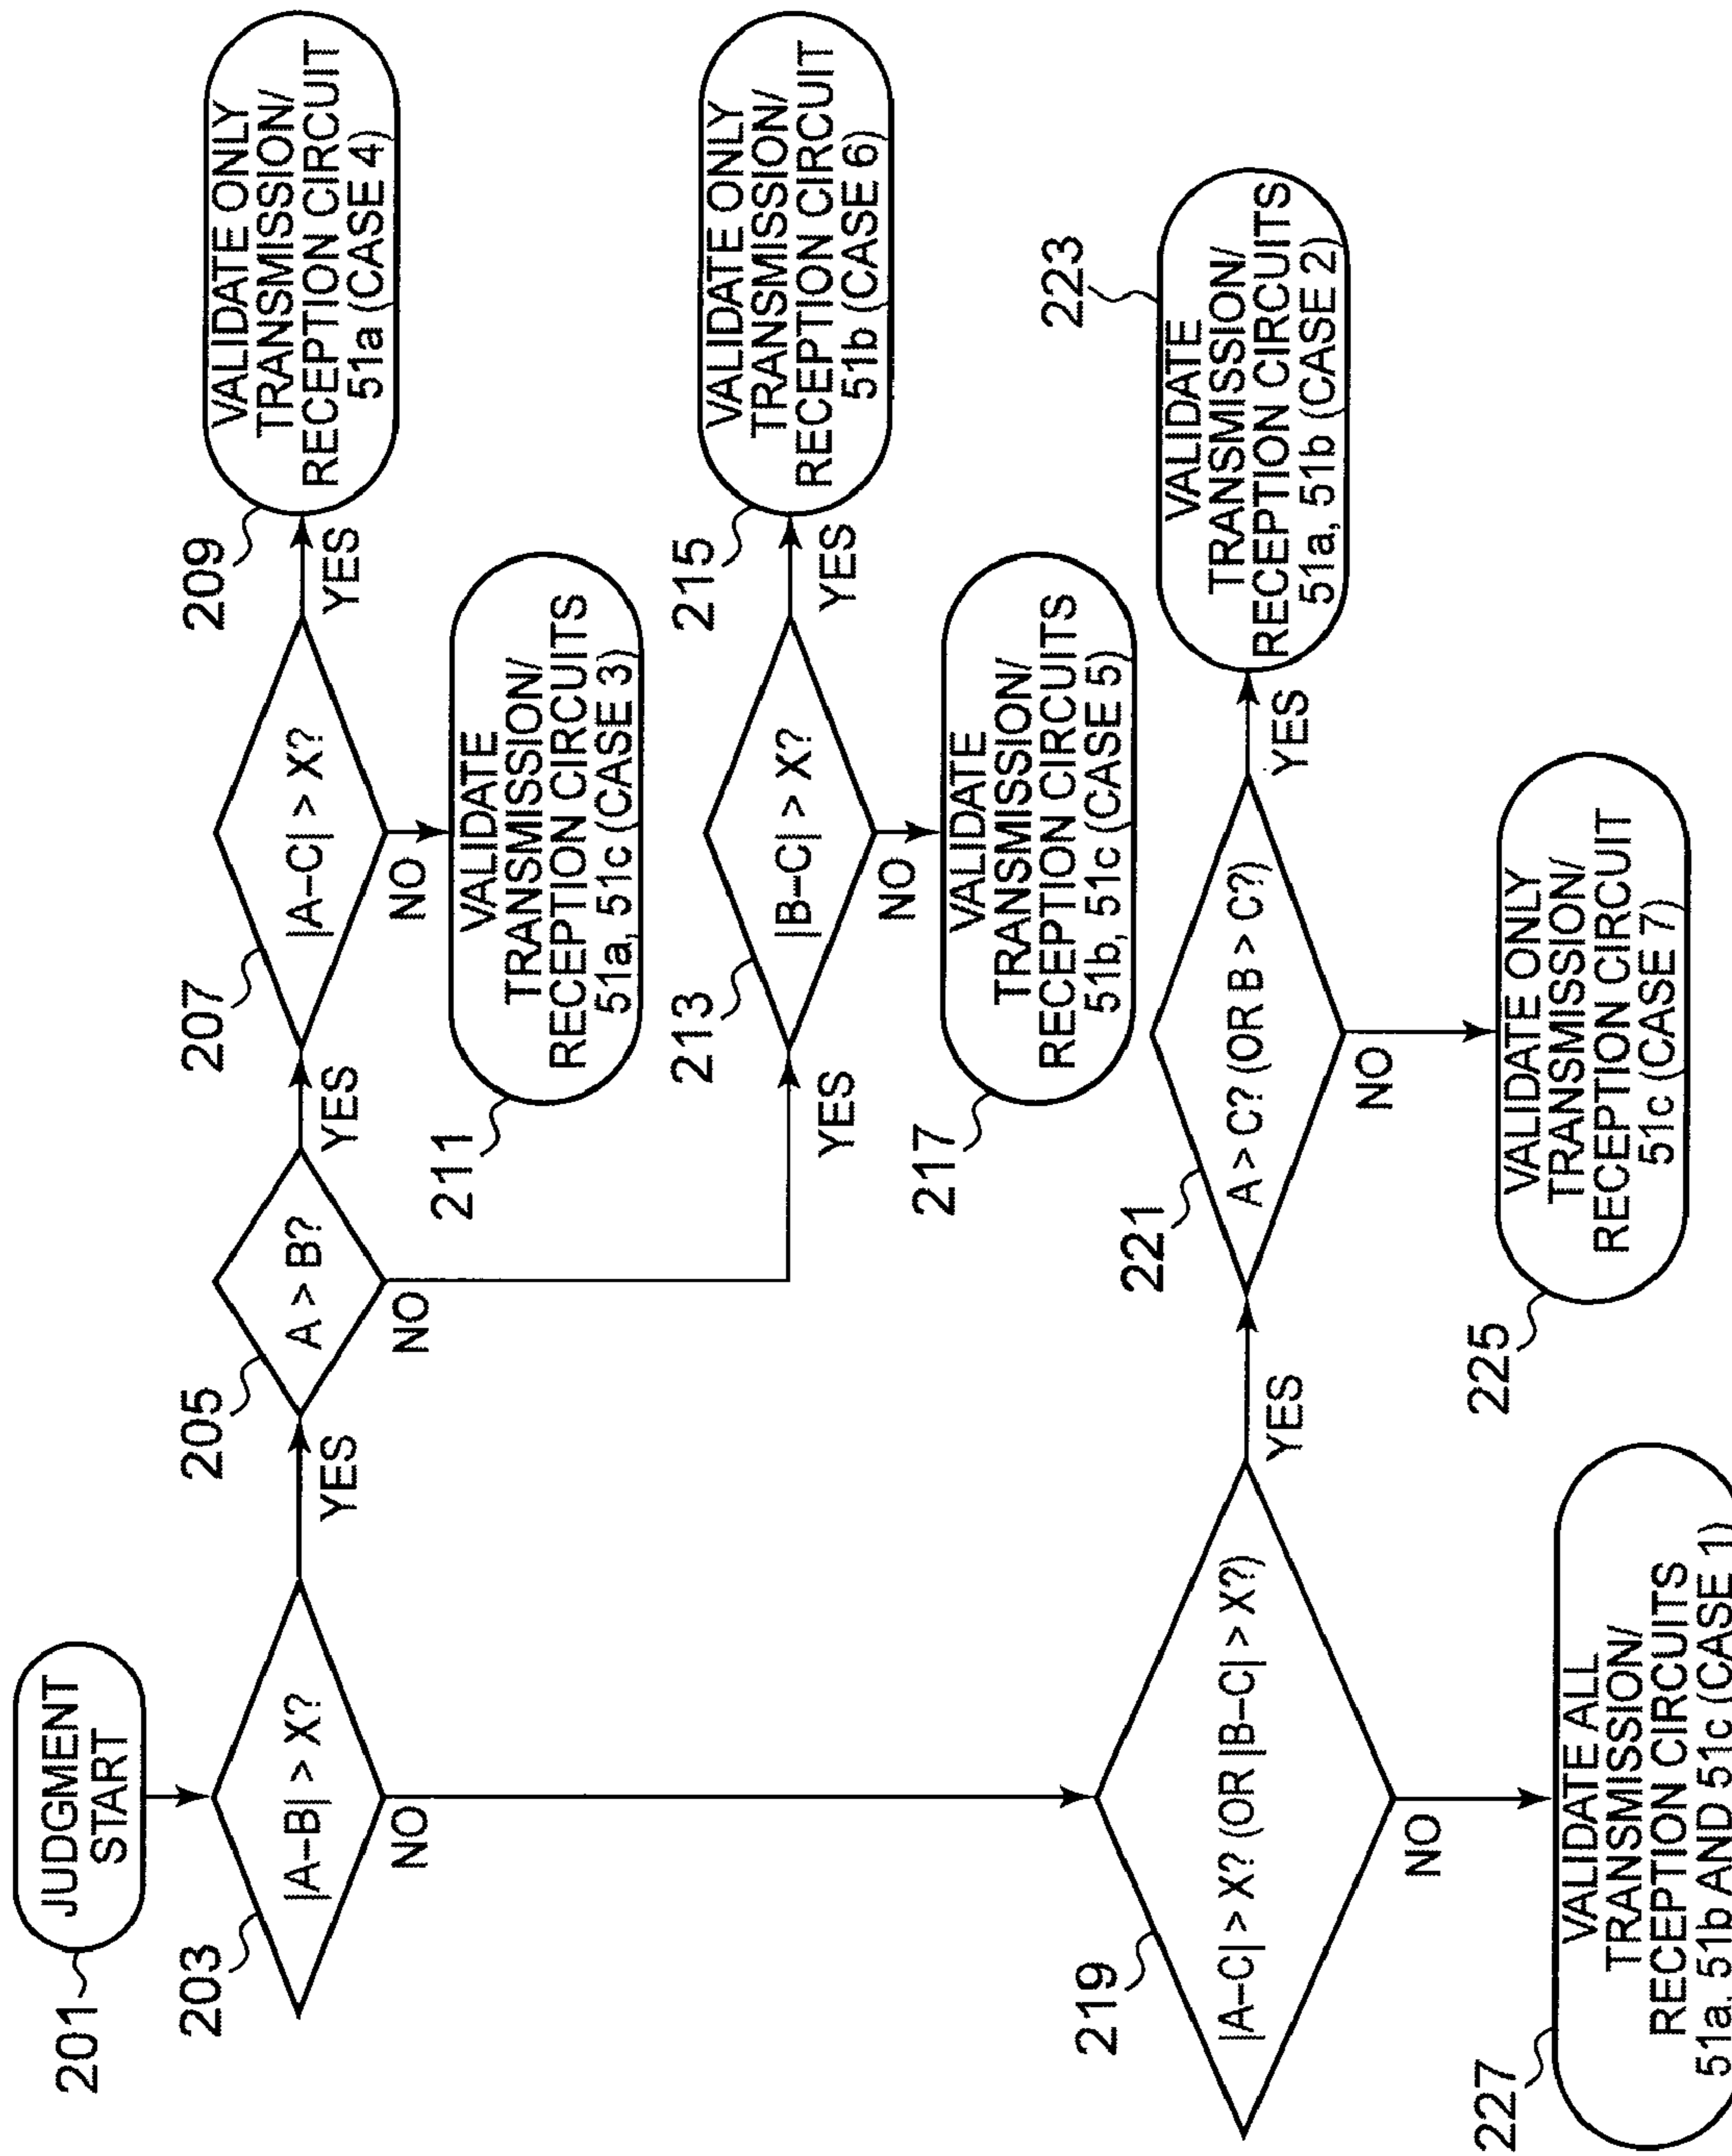 201
JUDGMENT
START
203
|A–B| > X?
YES
NO
205
A > B?
YES
NO
207
|A–C| > X?
YES
NO
209
VALIDATE ONLY
TRANSMISSION/
RECEPTION CIRCUIT
51a (CASE 4)
211
VALIDATE
TRANSMISSION/
RECEPTION CIRCUITS
51a, 51c (CASE 3)
YES
213
|B–C| > X?
YES
NO
215
VALIDATE ONLY
TRANSMISSION/
RECEPTION CIRCUIT
51b (CASE 6)
217
VALIDATE
TRANSMISSION/
RECEPTION CIRCUITS
51b, 51c (CASE 5)
219
|A–C| > X? (OR |B–C| > X?)
YES
NO
221
A > C? (OR B > C?)
YES
NO
223
VALIDATE
TRANSMISSION/
RECEPTION CIRCUITS
51a, 51b (CASE 2)
225
VALIDATE ONLY
TRANSMISSION/
RECEPTION CIRCUIT
51c (CASE 7)
227
VALIDATE ALL
TRANSMISSION/
RECEPTION CIRCUITS
51a, 51b AND 51c (CASE 1)